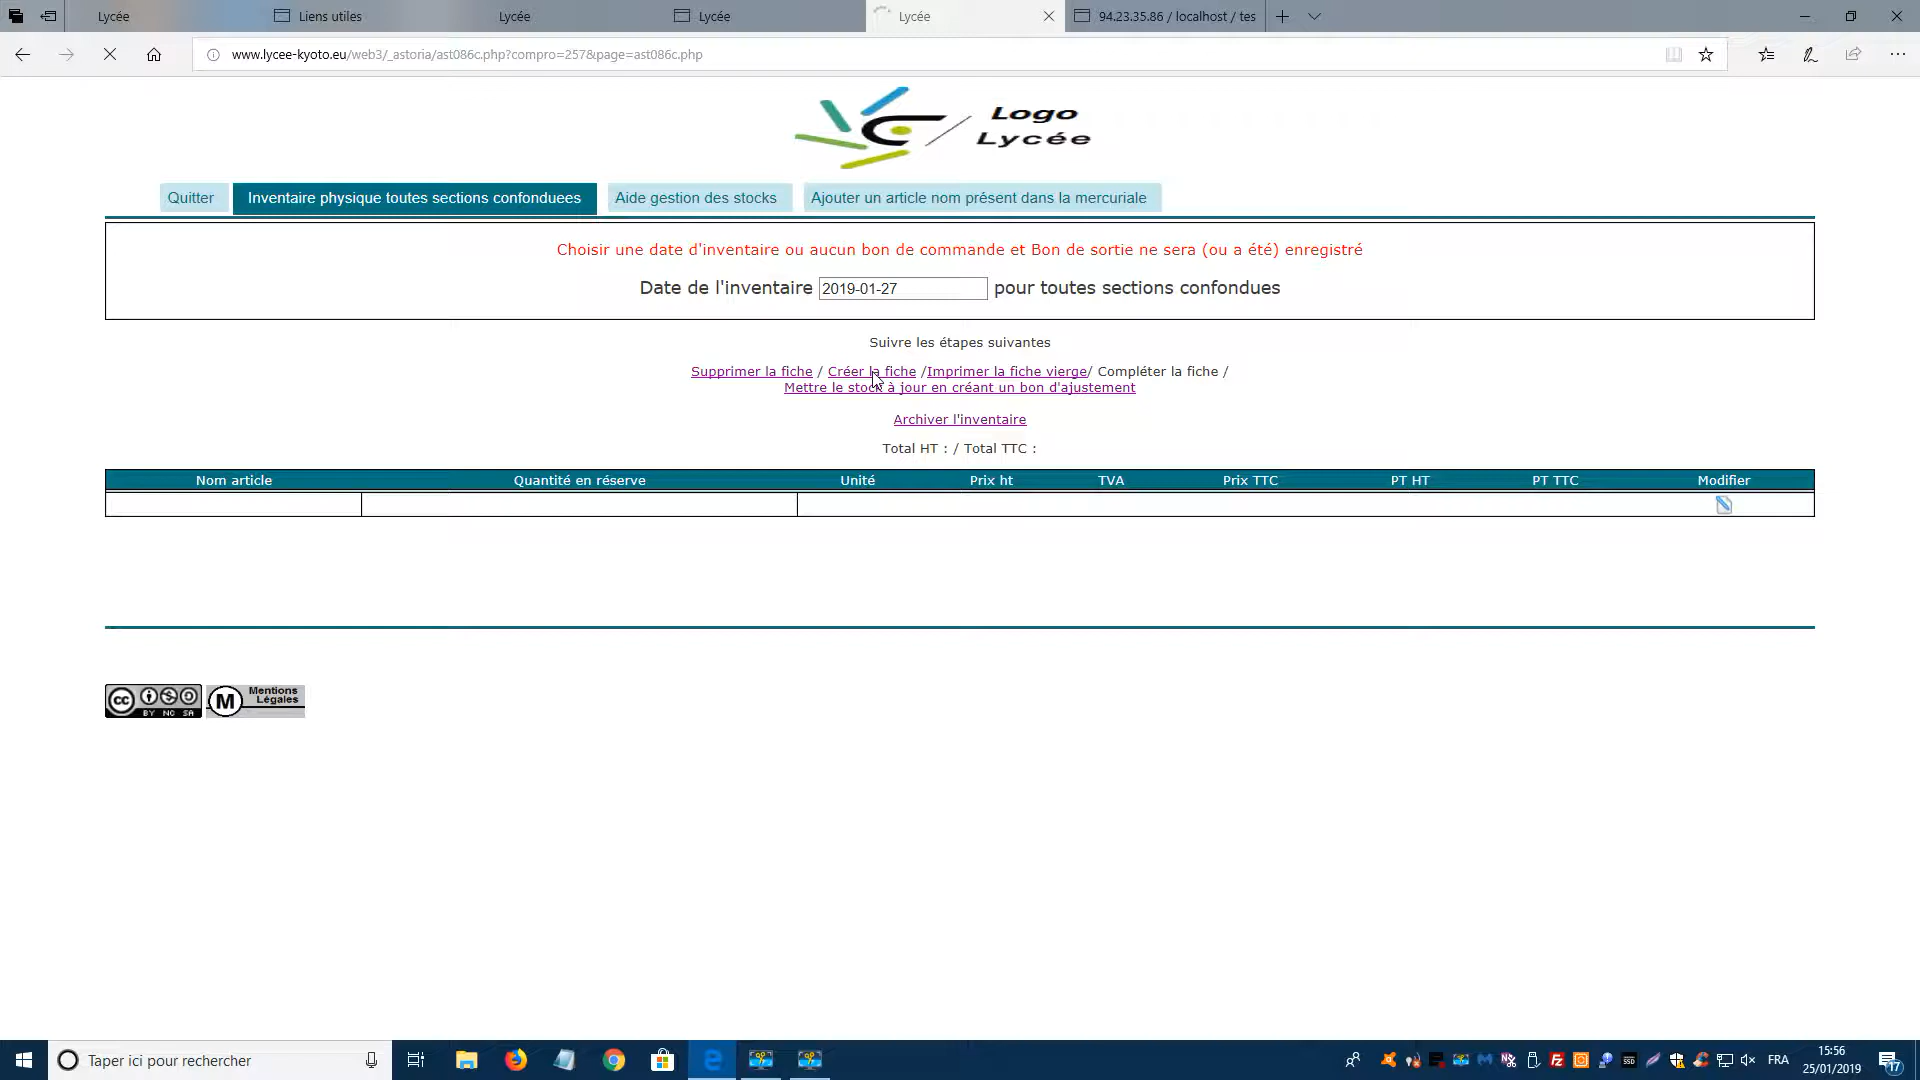 Lycée
Liens utiles
Lycée
Lycée
Lycée
94.23.35.86 / localhost / tes
www.lycee-kyoto.eu/web3/_astoria/ast086c.php?compro=257&page=ast086c.php
Logo
Lycée
Quitter
Inventaire physique toutes sections confonduees
Aide gestion des stocks
Ajouter un article nom présent dans la mercuriale
Choisir une date d'inventaire ou aucun bon de commande et Bon de sortie ne sera (ou a été) enregistré
Date de l'inventaire 2019-01-27 pour toutes sections confondues
Suivre les étapes suivantes
Supprimer la fiche / Créer la fiche /Imprimer la fiche vierge/ Compléter la fiche /
Mettre le stock à jour en créant un bon d'ajustement
Archiver l'inventaire
Total HT : / Total TTC :
Nom article Quantité en réserve Unité Prix ht TVA Prix TTC PT HT PT TTC Modifier
cc BY NC SA
M Mentions
Légales
Taper ici pour rechercher
FRA
15:56
25/01/2019
17